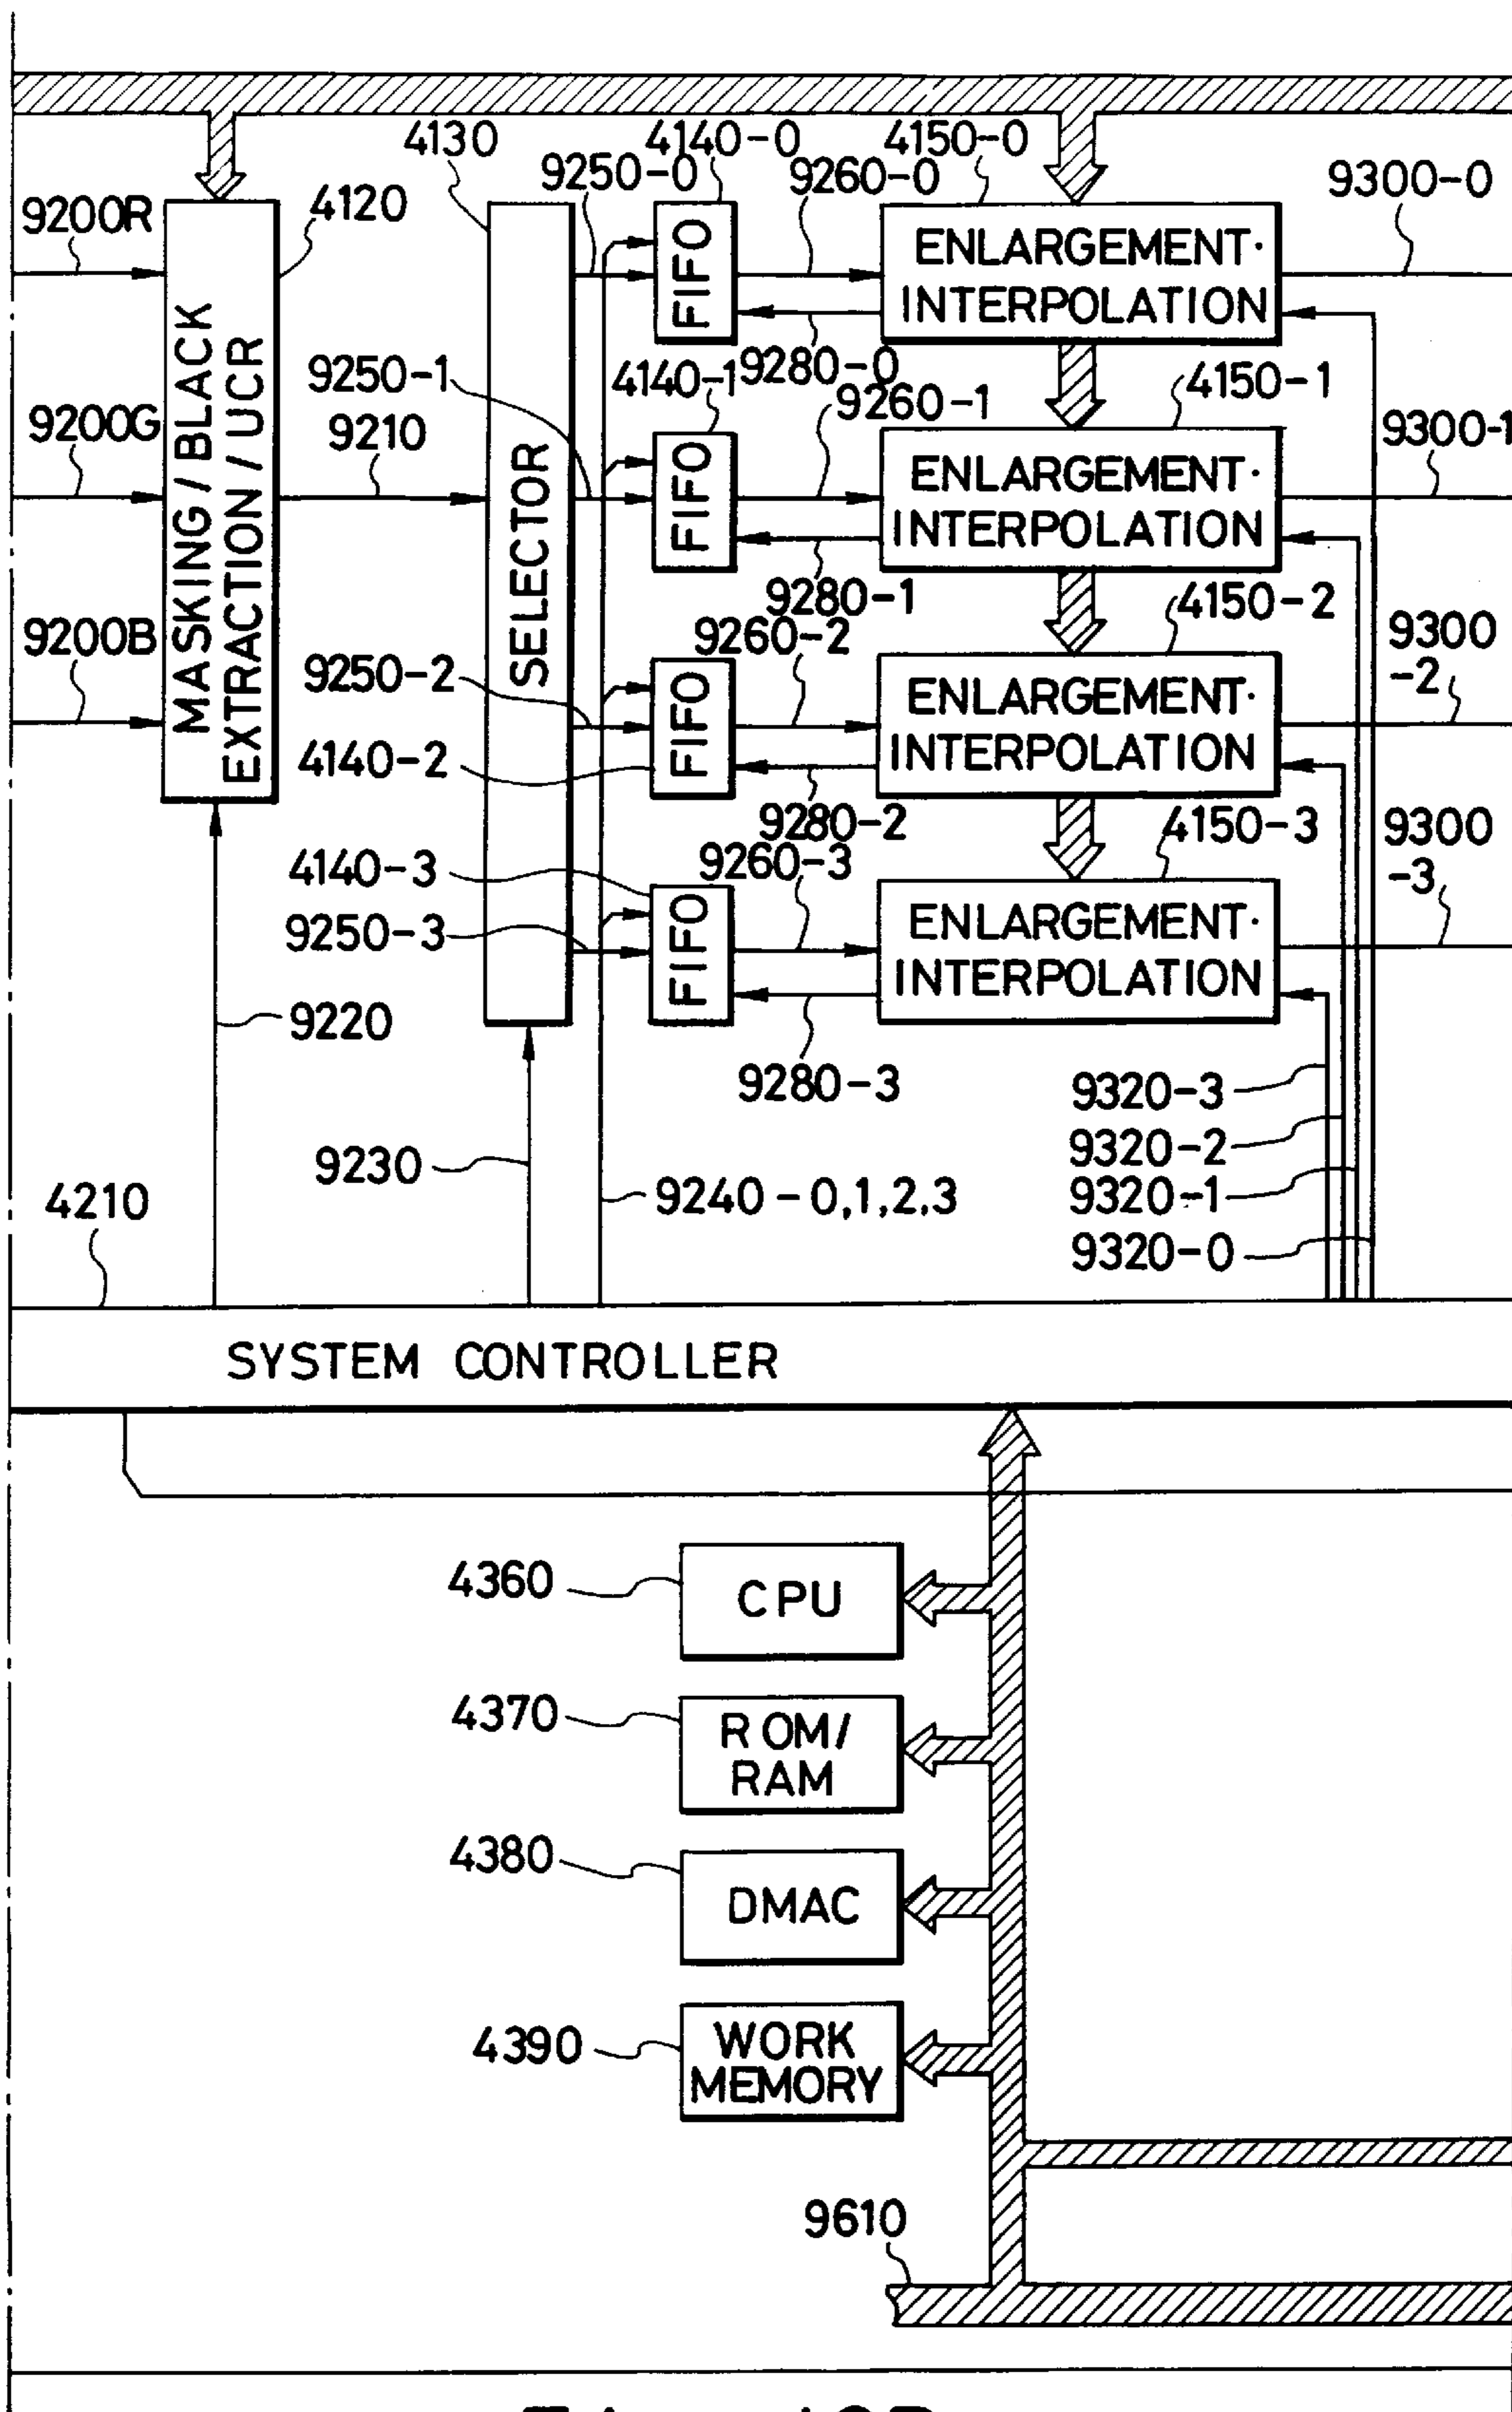 4130
4140-0
4150-0
9250-0
9260-0
9300-0
9200R
4120
FIFO
ENLARGEMENT·
INTERPOLATION
9280-0
9250-1
4140-1
9260-1
4150-1
9300-1
9200G
9210
MASKING/BLACK
EXTRACTION/UCR
SELECTOR
FIFO
ENLARGEMENT·
INTERPOLATION
9280-1
9200B
9250-2
9260-2
4150-2
9300
-2
FIFO
ENLARGEMENT·
INTERPOLATION
4140-2
9280-2
4140-3
9260-3
4150-3
9300
-3
9250-3
FIFO
ENLARGEMENT·
INTERPOLATION
9220
9280-3
9320-3
9320-2
9320-1
9320-0
9230
9240-0,1,2,3
4210
SYSTEM CONTROLLER
4360
CPU
4370
ROM/
RAM
4380
DMAC
4390
WORK
MEMORY
9610